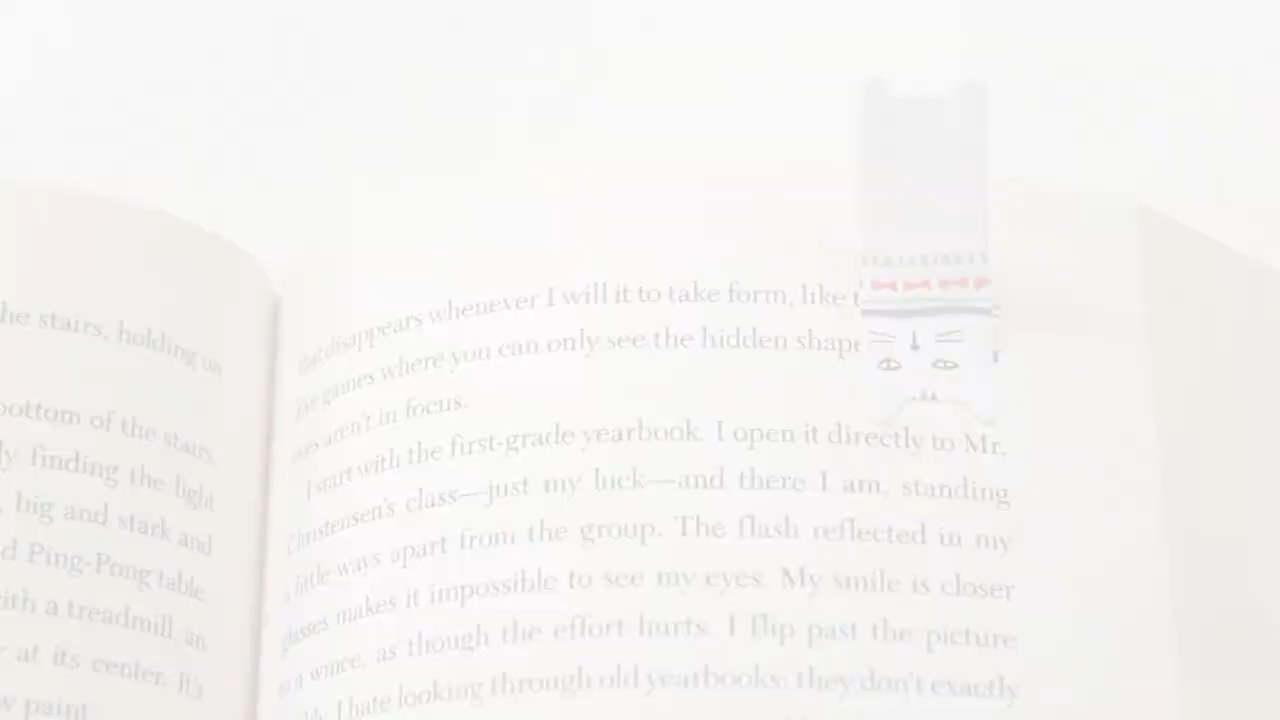 he stairs, holding
bottom of the stairs,
ly finding the light
, big and stark and
d Ping-Pong table
ith a treadmill, an
at its center. It's
w paint
that disappears whenever I will it to take form, like
games where you can only see the hidden shape
aren't in focus.
I start with the first-grade yearbook. I open it directly to Mr.
Christensen's class—just my luck—and there I am, standing
a little ways apart from the group. The flash reflected in my
glasses makes it impossible to see my eyes. My smile is closer
to a wince, as though the effort hurts. I flip past the picture
I hate looking through old yearbooks; they don't exactly